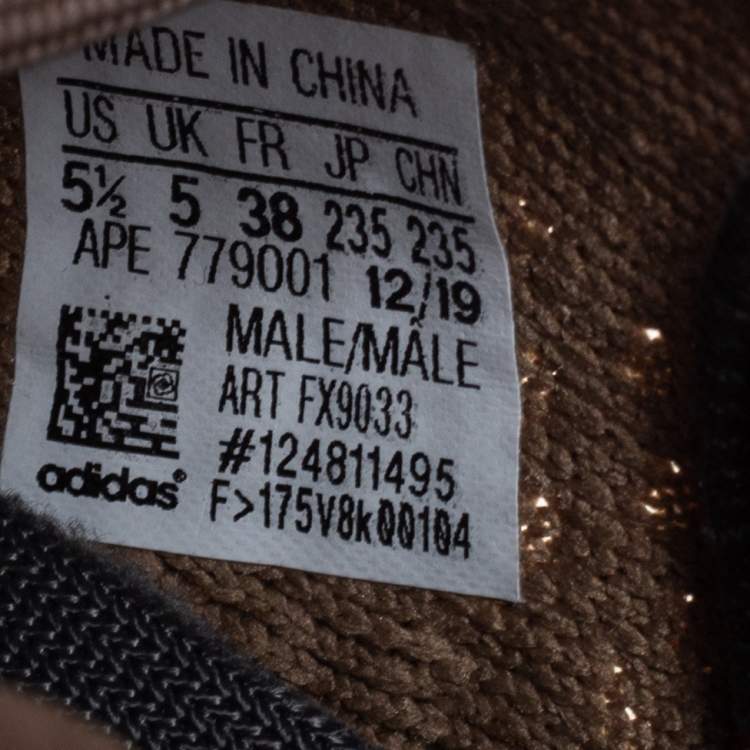 MADE IN CHINA
US UK FR JP CHN
5½ 5 38 235 235
APE 779001 12/19
MALE/MÂLE
ART FX9033
#124811495
adidas®
F>175V8k00104